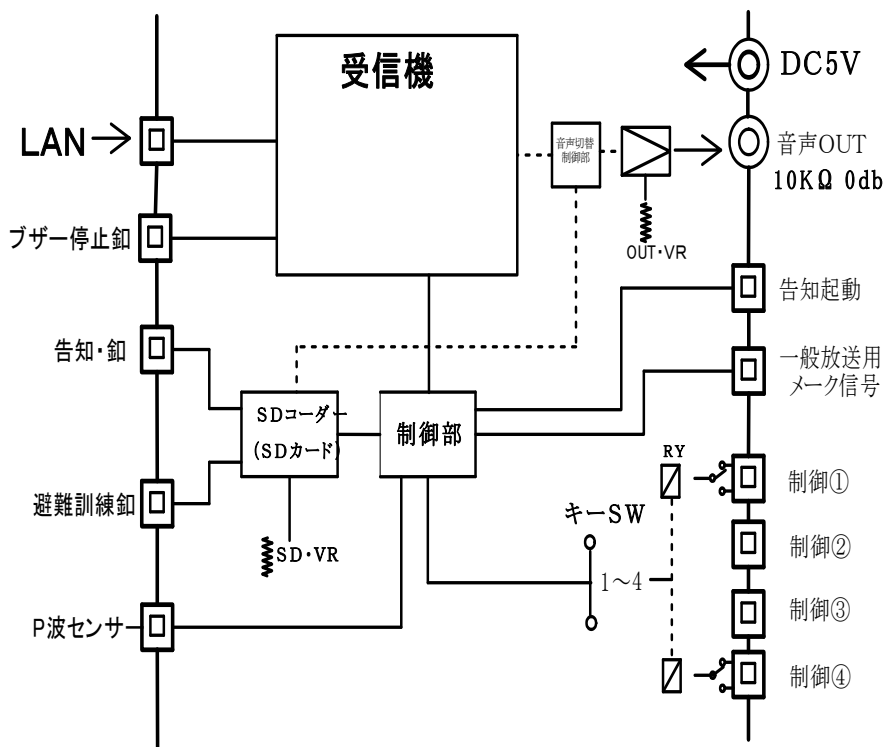 受信機
DC5V
LAN
音声切替
制御部
音声OUT
10KΩ 0db
ブザー停止釦
OUT・VR
告知起動
告知・釦
一般放送用
メーク信号
SDコーダー
(SDカード)
制御部
RY
制御①
避難訓練釦
キーSW
SD・VR
制御②
1～4
制御③
P波センサ
制御④